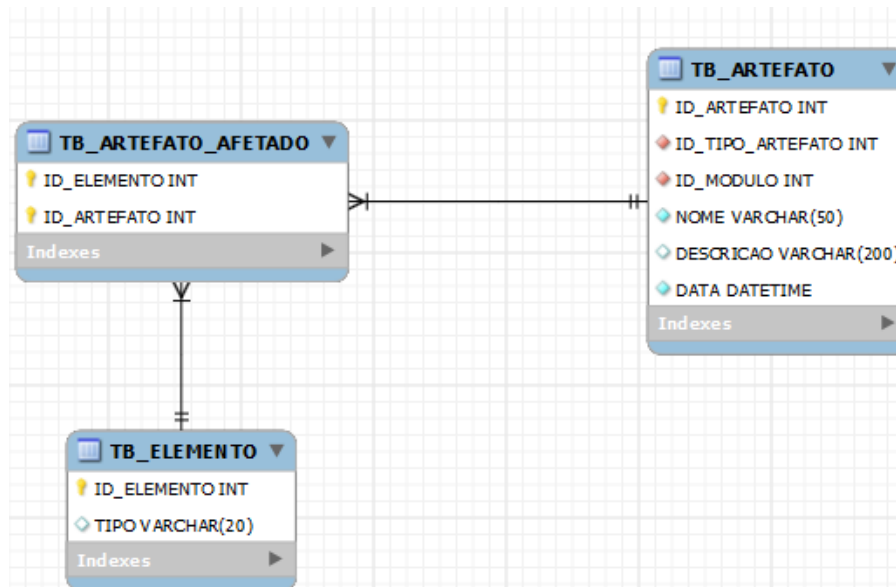 TB_ARTEFATO
ID_ARTEFATO INT
ID_TIPO_ARTEFATO INT
ID_MODULO INT
NOME VARCHAR(50)
DESCRICAO VARCHAR(200)
DATA DATETIME
Indexes
TB_ARTEFATO_AFETADO
ID_ELEMENTO INT
ID_ARTEFATO INT
Indexes
TB_ELEMENTO
ID_ELEMENTO INT
TIPO VARCHAR(20)
Indexes